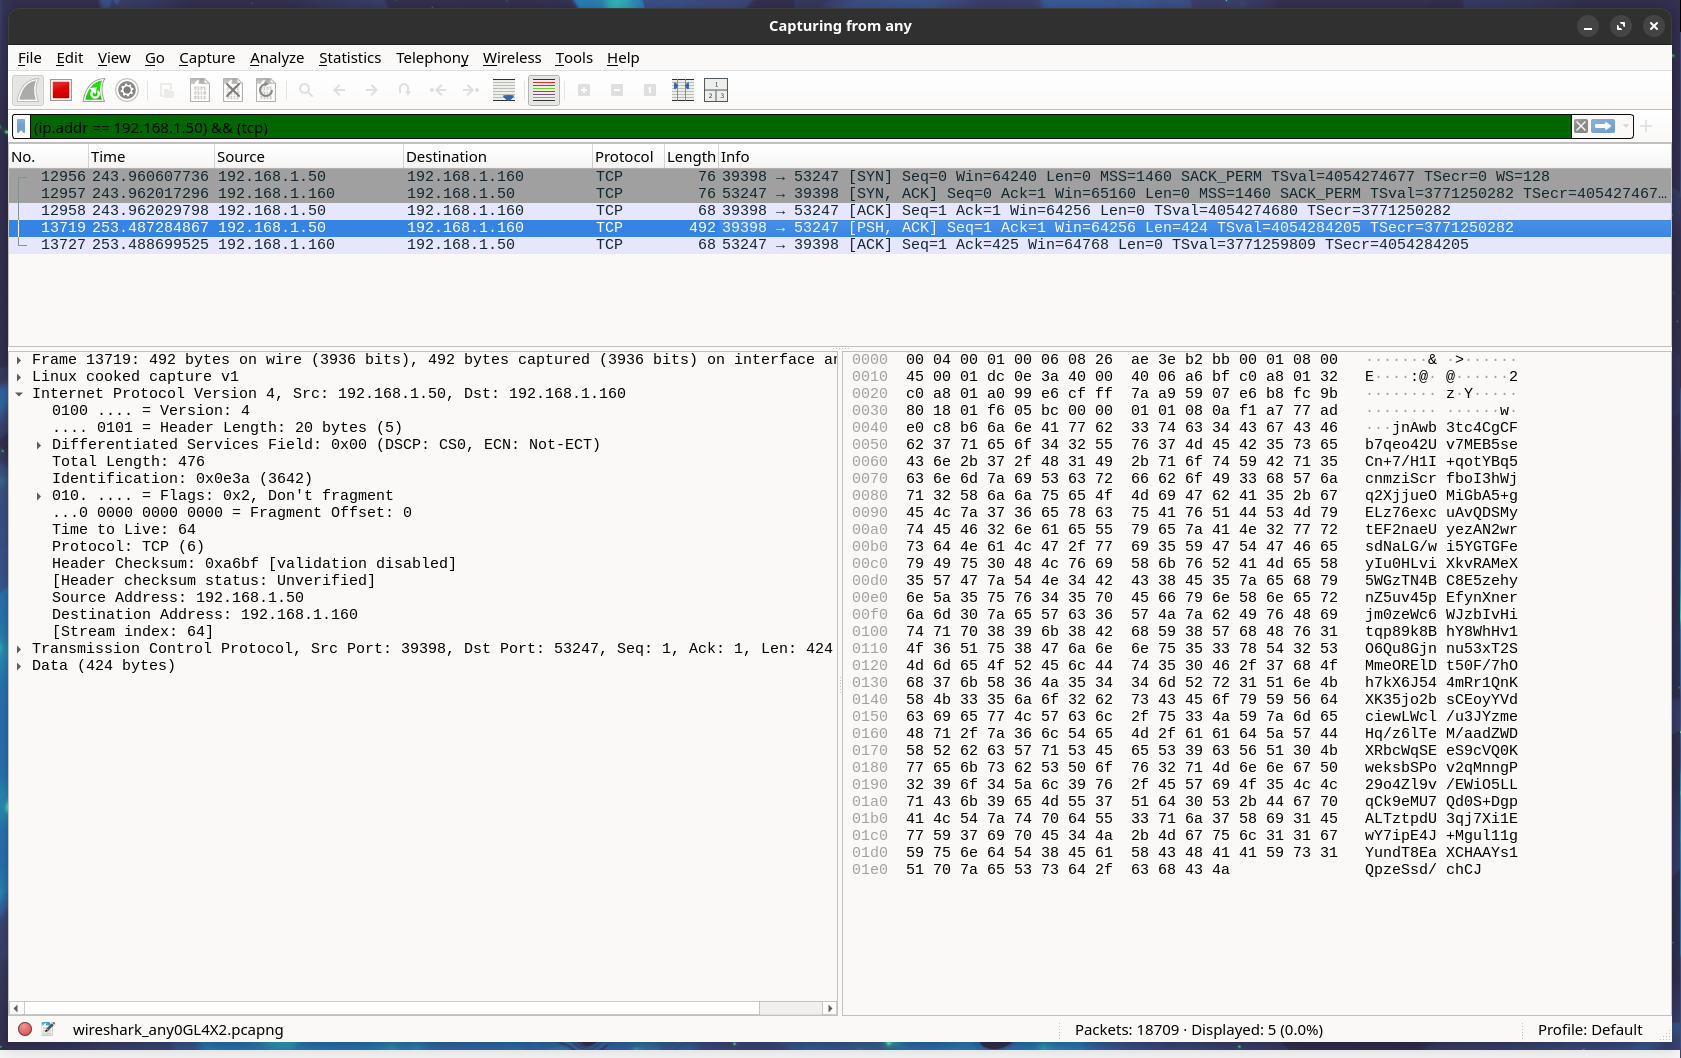 Capturing from any
File Edit View Go Capture Analyze Statistics Telephony Wireless Tools Help
(ip.addr == 192.168.1.50) && (tcp)
No. Time Source Destination Protocol Length Info
12956 243.960607736 192.168.1.50 192.168.1.160 TCP 76 39398 → 53247 [SYN] Seq=0 Win=64240 Len=0 MSS=1460 SACK_PERM TSval=4054274677 TSecr=0 WS=128
12957 243.962017296 192.168.1.160 192.168.1.50 TCP 76 53247 → 39398 [SYN, ACK] Seq=0 Ack=1 Win=65160 Len=0 MSS=1460 SACK_PERM TSval=3771250282 TSecr=405427467…
12958 243.962029798 192.168.1.50 192.168.1.160 TCP 68 39398 → 53247 [ACK] Seq=1 Ack=1 Win=64256 Len=0 TSval=4054274680 TSecr=3771250282
13719 253.487284867 192.168.1.50 192.168.1.160 TCP 492 39398 → 53247 [PSH, ACK] Seq=1 Ack=1 Win=64256 Len=424 TSval=4054284205 TSecr=3771250282
13727 253.488699525 192.168.1.160 192.168.1.50 TCP 68 53247 → 39398 [ACK] Seq=1 Ack=425 Win=64768 Len=0 TSval=3771259809 TSecr=4054284205
Frame 13719: 492 bytes on wire (3936 bits), 492 bytes captured (3936 bits) on interface ar
Linux cooked capture v1
Internet Protocol Version 4, Src: 192.168.1.50, Dst: 192.168.1.160
0100 .... = Version: 4
.... 0101 = Header Length: 20 bytes (5)
Differentiated Services Field: 0x00 (DSCP: CS0, ECN: Not-ECT)
Total Length: 476
Identification: 0x0e3a (3642)
010. .... = Flags: 0x2, Don't fragment
...0 0000 0000 0000 = Fragment Offset: 0
Time to Live: 64
Protocol: TCP (6)
Header Checksum: 0xa6bf [validation disabled]
[Header checksum status: Unverified]
Source Address: 192.168.1.50
Destination Address: 192.168.1.160
[Stream index: 64]
Transmission Control Protocol, Src Port: 39398, Dst Port: 53247, Seq: 1, Ack: 1, Len: 424
Data (424 bytes)
0000 00 04 00 01 00 06 08 26 ae 3e b2 bb 00 01 08 00 ·······& ·>······
0010 45 00 01 dc 0e 3a 40 00 40 06 a6 bf c0 a8 01 32 E····:@· @······2
0020 c0 a8 01 a0 99 e6 cf ff 7a a9 59 07 e6 b8 fc 9b ········ z·Y·····
0030 80 18 01 f6 05 bc 00 00 01 01 08 0a f1 a7 77 ad ········ ······w·
0040 e0 c8 b6 6a 6e 41 77 62 33 74 63 34 43 67 43 46 ···jnAwb 3tc4CgCF
0050 62 37 71 65 6f 34 32 55 76 37 4d 45 42 35 73 65 b7qeo42U v7MEB5se
0060 43 6e 2b 37 2f 48 31 49 2b 71 6f 74 59 42 71 35 Cn+7/H1I +qotYBq5
0070 63 6e 6d 7a 69 53 63 72 66 62 6f 49 33 68 57 6a cnmziScr fboI3hWj
0080 71 32 58 6a 6a 75 65 4f 4d 69 47 62 41 35 2b 67 q2XjjueO MiGbA5+g
0090 45 4c 7a 37 36 65 78 63 75 41 76 51 44 53 4d 79 ELz76exc uAvQDSMy
00a0 74 45 46 32 6e 61 65 55 79 65 7a 41 4e 32 77 72 tEF2naeU yezAN2wr
00b0 73 64 4e 61 4c 47 2f 77 69 35 59 47 54 47 46 65 sdNaLG/w i5YGTGFe
00c0 79 49 75 30 48 4c 76 69 58 6b 76 52 41 4d 65 58 yIu0HLvi XkvRAMeX
00d0 35 57 47 7a 54 4e 34 42 43 38 45 35 7a 65 68 79 5WGzTN4B C8E5zehy
00e0 6e 5a 35 75 76 34 35 70 45 66 79 6e 58 6e 65 72 nZ5uv45p EfynXner
00f0 6a 6d 30 7a 65 57 63 36 57 4a 7a 62 49 76 48 69 jm0zeWc6 WJzbIvHi
0100 74 71 70 38 39 6b 38 42 68 59 38 57 68 48 76 31 tqp89k8B hY8WhHv1
0110 4f 36 51 75 38 47 6a 6e 6e 75 35 33 78 54 32 53 O6Qu8Gjn nu53xT2S
0120 4d 6d 65 4f 52 45 6c 44 74 35 30 46 2f 37 68 4f MmeORElD t50F/7hO
0130 68 37 6b 58 36 4a 35 34 34 6d 52 72 31 51 6e 4b h7kX6J54 4mRr1QnK
0140 58 4b 33 35 6a 6f 32 62 73 43 45 6f 79 59 56 64 XK35jo2b sCEoyYVd
0150 63 69 65 77 4c 57 63 6c 2f 75 33 4a 59 7a 6d 65 ciewLWcl /u3JYzme
0160 48 71 2f 7a 36 6c 54 65 4d 2f 61 61 64 5a 57 44 Hq/z6lTe M/aadZWD
0170 58 52 62 63 57 71 53 45 65 53 39 63 56 51 30 4b XRbcWqSE eS9cVQ0K
0180 77 65 6b 73 62 53 50 6f 76 32 71 4d 6e 6e 67 50 weksbSPo v2qMnngP
0190 32 39 6f 34 5a 6c 39 76 2f 45 57 69 4f 35 4c 4c 29o4Zl9v /EWiO5LL
01a0 71 43 6b 39 65 4d 55 37 51 64 30 53 2b 44 67 70 qCk9eMU7 Qd0S+Dgp
01b0 41 4c 54 7a 74 70 64 55 33 71 6a 37 58 69 31 45 ALTztpdU 3qj7Xi1E
01c0 77 59 37 69 70 45 34 4a 2b 4d 67 75 6c 31 31 67 wY7ipE4J +Mgul11g
01d0 59 75 6e 64 54 38 45 61 58 43 48 41 41 59 73 31 YundT8Ea XCHAAYs1
01e0 51 70 7a 65 53 73 64 2f 63 68 43 4a QpzeSsd/ chCJ
wireshark_any0GL4X2.pcapng Packets: 18709 · Displayed: 5 (0.0%) Profile: Default